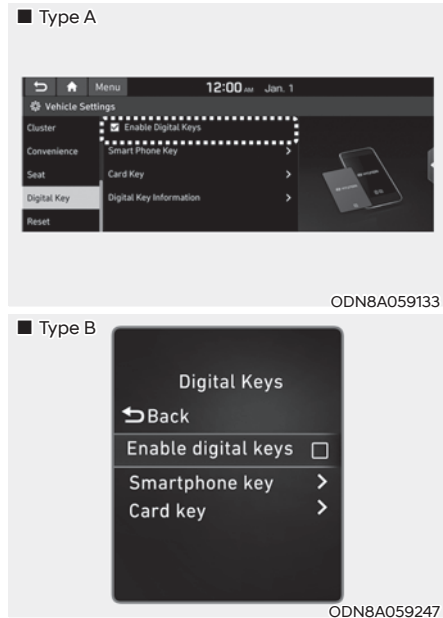 ■ Type A
Menu 12:00 AM Jan. 1
Vehicle Settings
Cluster
Enable Digital Keys
Convenience
Smart Phone Key
Seat
Card Key
Digital Key
Digital Key Information
Reset
ODN8A059133
■ Type B
Digital Keys
Back
Enable digital keys
Smartphone key
Card key
ODN8A059247